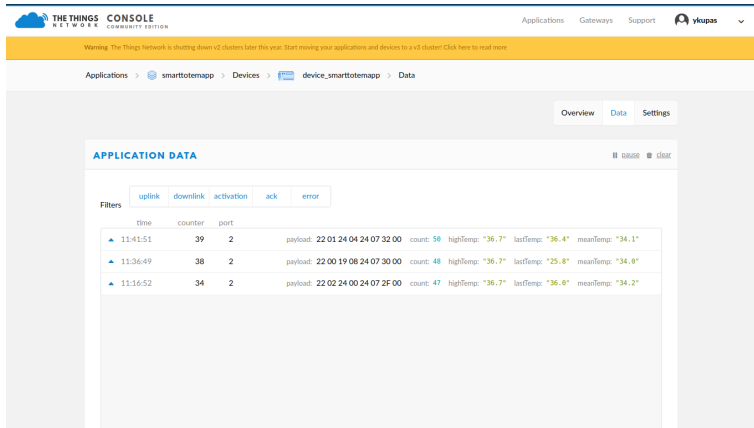 THE THINGS NETWORK CONSOLE COMMUNITY EDITION Applications Gateways Support ykupas
Warning The Things Network is shutting down v2 clusters later this year. Start moving your applications and devices to a v3 cluster! Click here to read more
Applications > smarttotemapp > Devices > device_smarttotemapp > Data
Overview Data Settings
APPLICATION DATA pause clear
Filters uplink downlink activation ack error
time counter port
11:41:51 39 2 payload: 22 01 24 04 24 07 32 00 count: 50 highTemp: "36.7" lastTemp: "36.4" meanTemp: "34.1"
11:36:49 38 2 payload: 22 00 19 08 24 07 30 00 count: 48 highTemp: "36.7" lastTemp: "25.8" meanTemp: "34.0"
11:16:52 34 2 payload: 22 02 24 00 24 07 2F 00 count: 47 highTemp: "36.7" lastTemp: "36.0" meanTemp: "34.2"